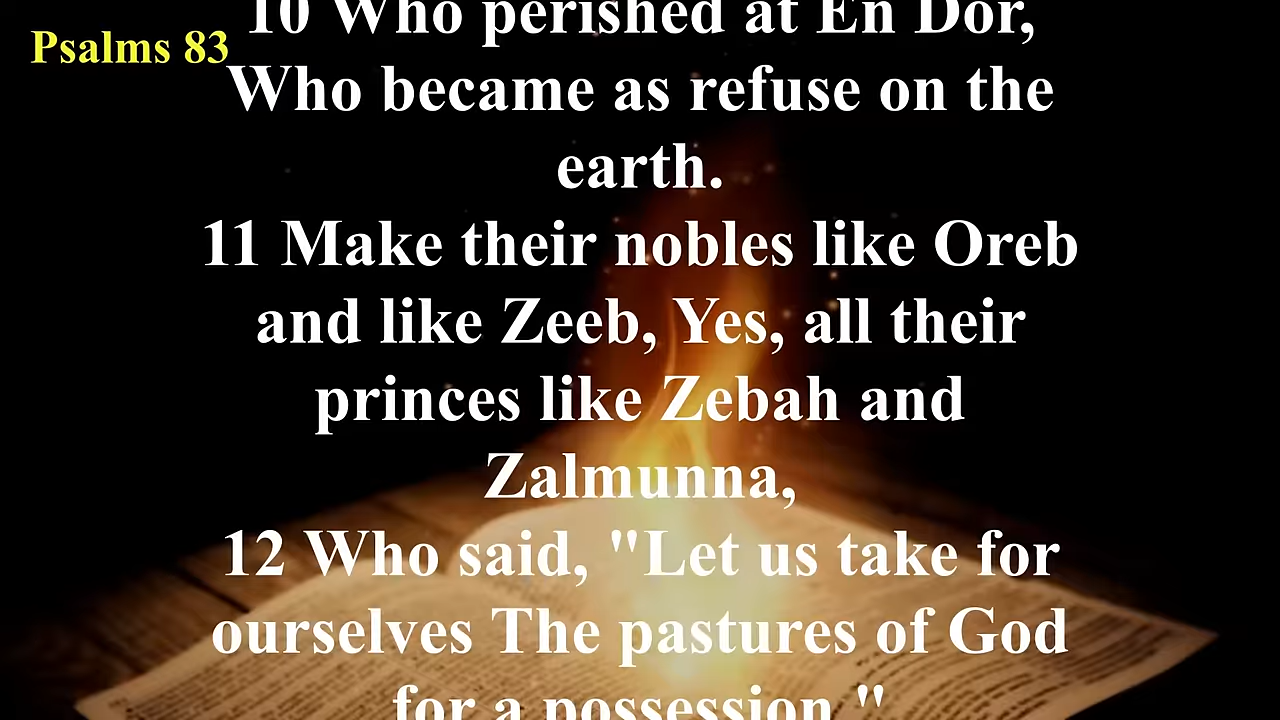 Psalms 83
10 Who perished at En Dor,
Who became as refuse on the
earth.
11 Make their nobles like Oreb
and like Zeeb, Yes, all their
princes like Zebah and
Zalmunna,
12 Who said, "Let us take for
ourselves The pastures of God
for a possession."